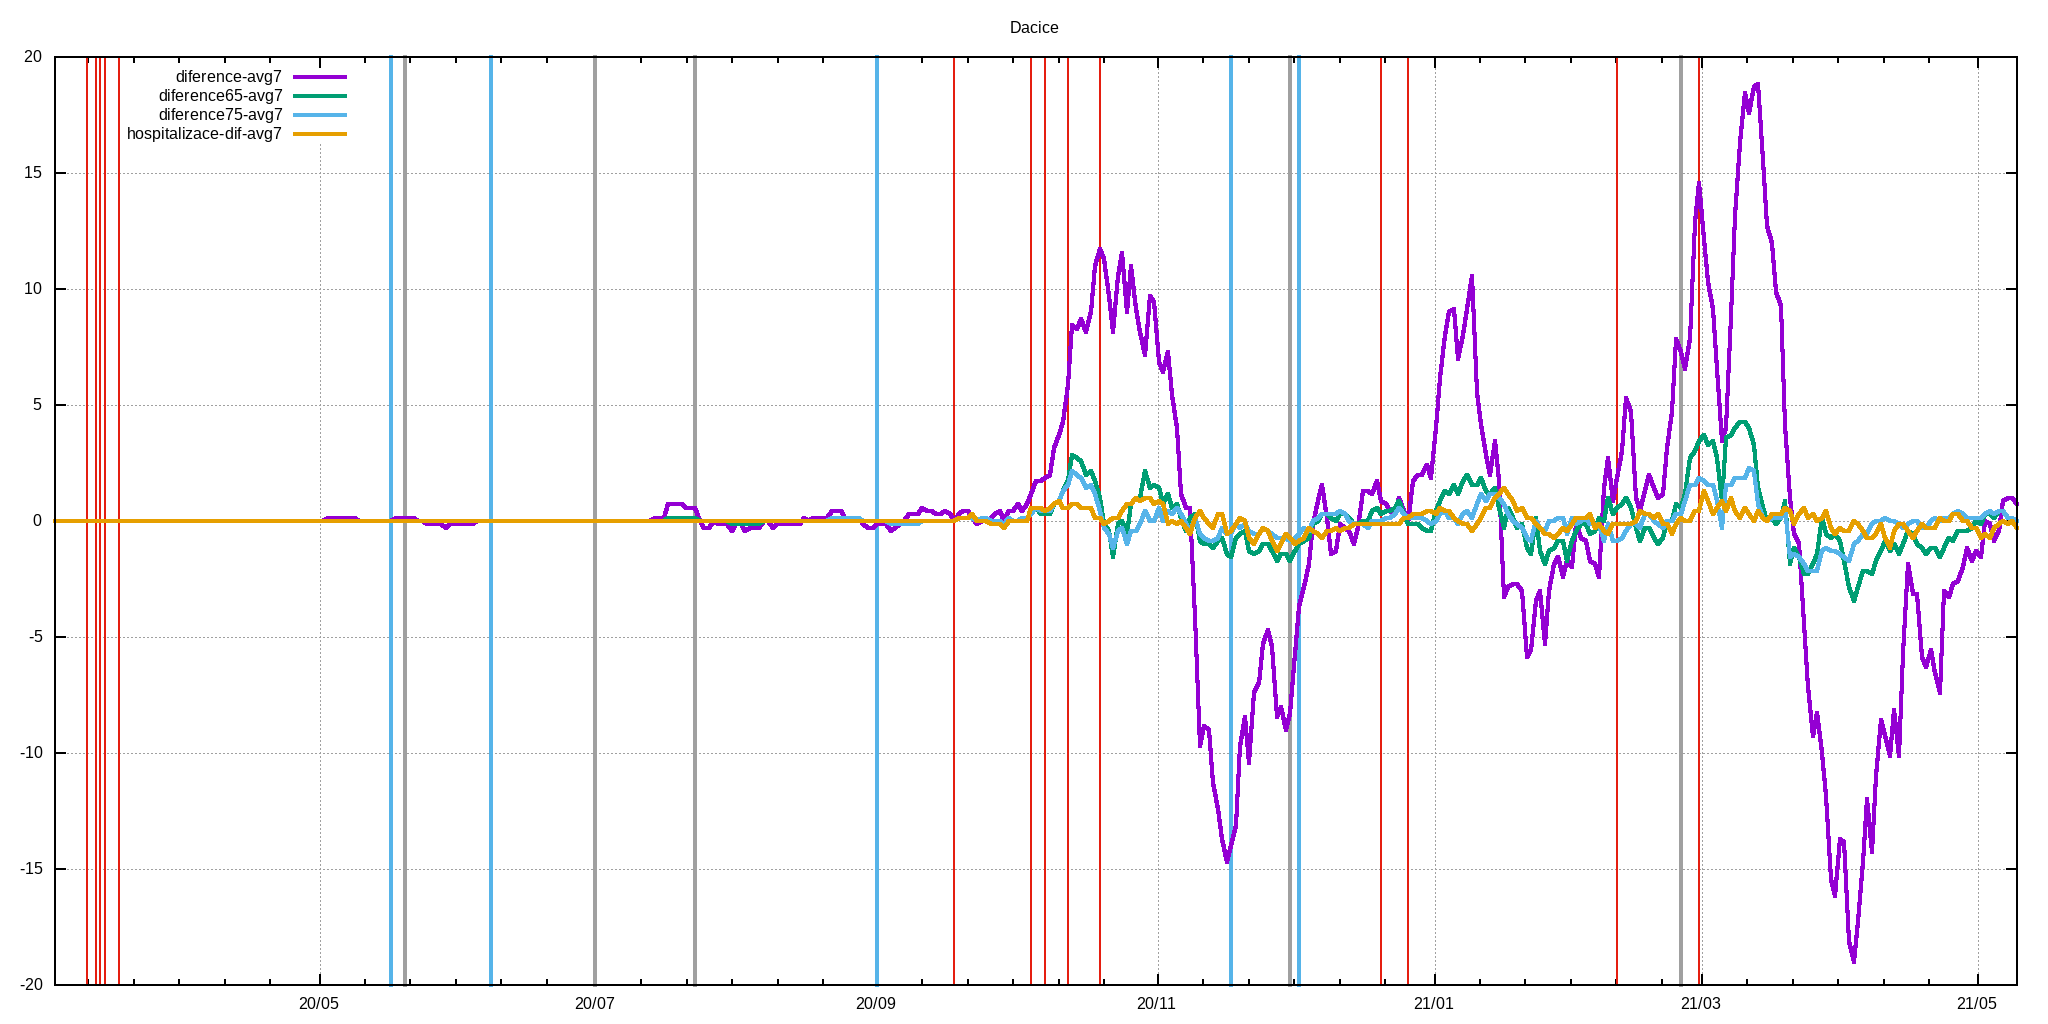 Dacice
20
diference-avg7
diference65-avg7
diference75-avg7
hospitalizace-dif-avg7
15
10
5
0
-5
-10
-15
-20
20/05 20/07 20/09 20/11 21/01 21/03 21/05